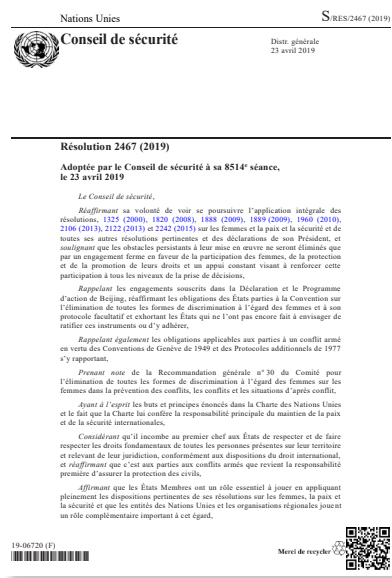 Nations Unies
S/RES/2467 (2019)
Conseil de sécurité
Distr. générale
23 avril 2019
Résolution 2467 (2019)
Adoptée par le Conseil de sécurité à sa 8514e séance,
le 23 avril 2019
Le Conseil de sécurité,
Réaffirmant sa volonté de voir se poursuivre l'application intégrale des
résolutions, 1325 (2000), 1820 (2008), 1888 (2009), 1889 (2009), 1960 (2010),
2106 (2013), 2122 (2013) et 2242 (2015) sur les femmes et la paix et la sécurité et de
toutes ses autres résolutions pertinentes et des déclarations de son Président, et
soulignant que les obstacles persistants à leur mise en œuvre ne seront éliminés que
par un engagement ferme en faveur de la participation des femmes, de la protection
et de la promotion de leurs droits et un appui constant visant à renforcer cette
participation à tous les niveaux de la prise de décisions,
Rappelant les engagements souscrits dans la Déclaration et le Programme
d'action de Beijing, réaffirmant les obligations des États parties à la Convention sur
l'élimination de toutes les formes de discrimination à l'égard des femmes et à son
protocole facultatif et exhortant les États qui ne l'ont pas encore fait à envisager de
ratifier ces instruments ou d'y adhérer,
Rappelant également les obligations applicables aux parties à un conflit armé
en vertu des Conventions de Genève de 1949 et des Protocoles additionnels de 1977
s'y rapportant,
Prenant note de la Recommandation générale n° 30 du Comité pour
l'élimination de toutes les formes de discrimination à l'égard des femmes sur les
femmes dans la prévention des conflits, les conflits et les situations d'après conflit,
Ayant à l'esprit les buts et principes énoncés dans la Charte des Nations Unies
et le fait que la Charte lui confère la responsabilité principale du maintien de la paix
et de la sécurité internationales,
Considérant qu'il incombe au premier chef aux États de respecter et de faire
respecter les droits fondamentaux de toutes les personnes présentes sur leur territoire
et relevant de leur juridiction, conformément aux dispositions du droit international,
et réaffirmant que c'est aux parties aux conflits armés que revient la responsabilité
première d'assurer la protection des civils,
Affirmant que les États Membres ont un rôle essentiel à jouer en appliquant
pleinement les dispositions pertinentes de ses résolutions sur les femmes, la paix et
la sécurité et que les entités des Nations Unies et les organisations régionales jouent
un rôle complémentaire important à cet égard,
19-06720 (F)
Merci de recycler